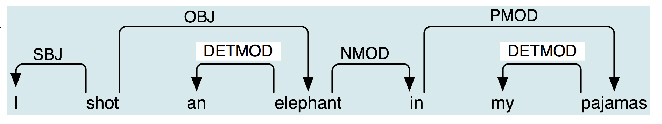 OBJ PMOD
SBJ DETMOD NMOD DETMOD
I shot an elephant in my pajamas